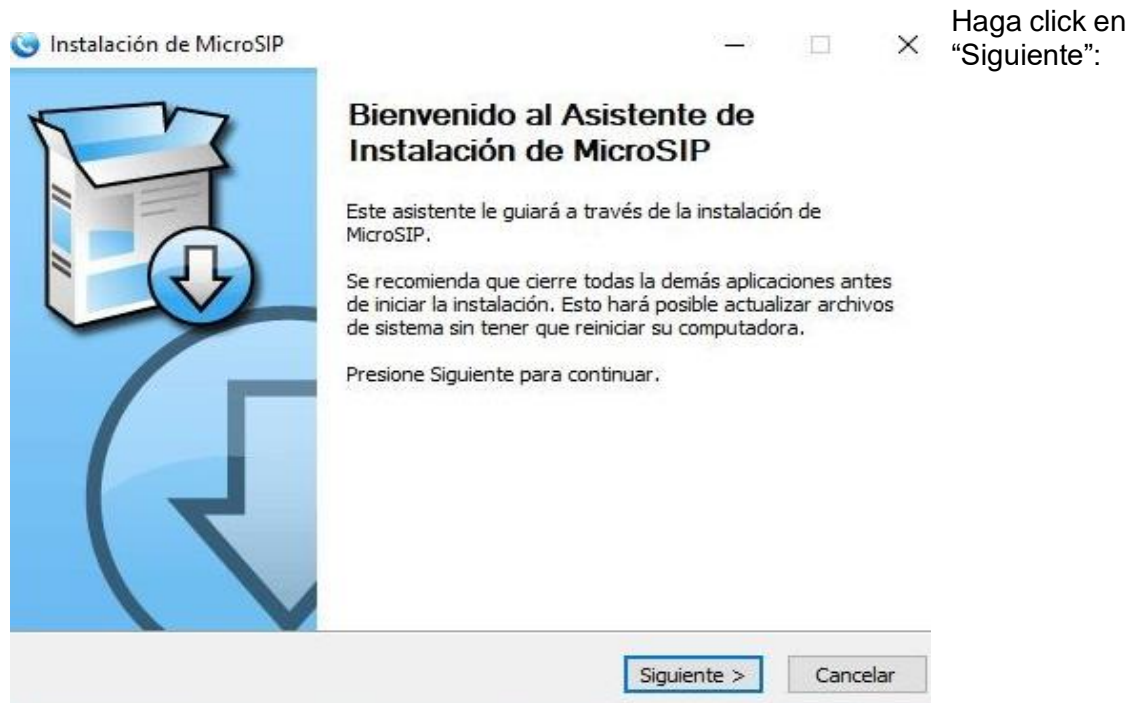 Instalación de MicroSIP
Haga click en
“Siguiente”:
Bienvenido al Asistente de
Instalación de MicroSIP
Este asistente le guiará a través de la instalación de
MicroSIP.
Se recomienda que cierre todas la demás aplicaciones antes
de iniciar la instalación. Esto hará posible actualizar archivos
de sistema sin tener que reiniciar su computadora.
Presione Siguiente para continuar.
Siguiente >
Cancelar